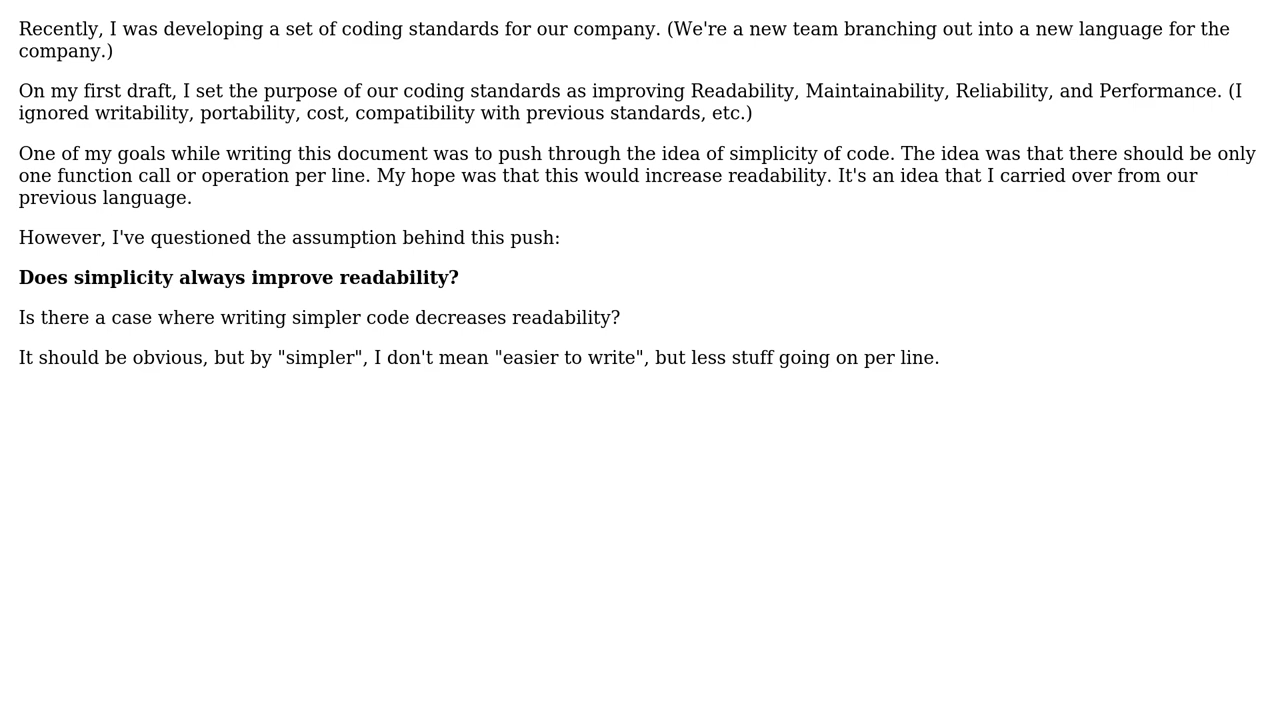 Recently, I was developing a set of coding standards for our company. (We're a new team branching out into a new language for the
company.)
On my first draft, I set the purpose of our coding standards as improving Readability, Maintainability, Reliability, and Performance. (I
ignored writability, portability, cost, compatibility with previous standards, etc.)
One of my goals while writing this document was to push through the idea of simplicity of code. The idea was that there should be only
one function call or operation per line. My hope was that this would increase readability. It's an idea that I carried over from our
previous language.
However, I've questioned the assumption behind this push:
Does simplicity always improve readability?
Is there a case where writing simpler code decreases readability?
It should be obvious, but by "simpler", I don't mean "easier to write", but less stuff going on per line.